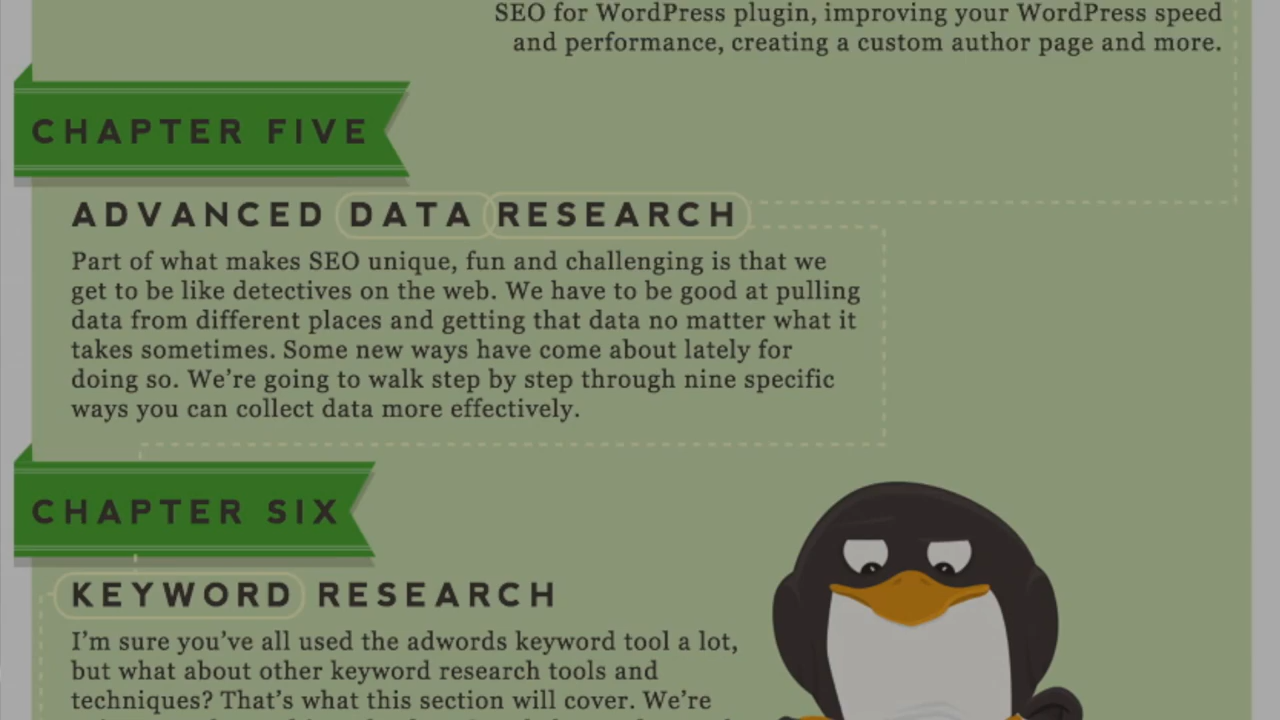 SEO for WordPress plugin, improving your WordPress speed
and performance, creating a custom author page and more.
CHAPTER FIVE
ADVANCED DATA RESEARCH
Part of what makes SEO unique, fun and challenging is that we
get to be like detectives on the web. We have to be good at pulling
data from different places and getting that data no matter what it
takes sometimes. Some new ways have come about lately for
doing so. We’re going to walk step by step through nine specific
ways you can collect data more effectively.
CHAPTER SIX
KEYWORD RESEARCH
I’m sure you’ve all used the adwords keyword tool a lot,
but what about other keyword research tools and
techniques? That’s what this section will cover. We’re